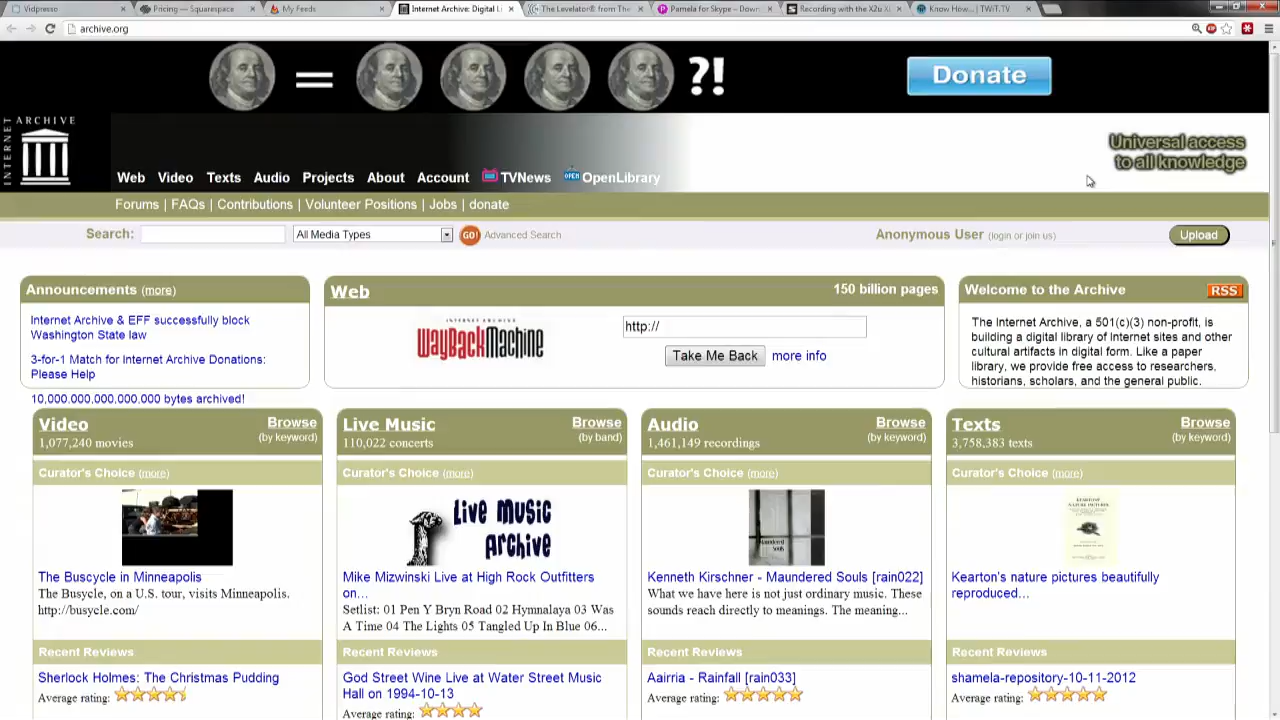 Vidpresso
Pricing — Squarespace
My Feeds
Internet Archive: Digital L
The Levelator® from The
Pamela for Skype – Down
Recording with the X2u X
Know How... | TWiT.TV
archive.org
= ?!
Donate
INTERNET ARCHIVE
Universal access
to all knowledge
Web Video Texts Audio Projects About Account TVNews OPEN OpenLibrary
Forums | FAQs | Contributions | Volunteer Positions | Jobs | donate
Search: All Media Types GO! Advanced Search Anonymous User (login or join us) Upload
Announcements (more)
Internet Archive & EFF successfully block
Washington State law
3-for-1 Match for Internet Archive Donations:
Please Help
10,000,000,000,000,000 bytes archived!
Web 150 billion pages
INTERNET ARCHIVE
WayBackMachine
http://
Take Me Back more info
Welcome to the Archive RSS
The Internet Archive, a 501(c)(3) non-profit, is
building a digital library of Internet sites and other
cultural artifacts in digital form. Like a paper
library, we provide free access to researchers,
historians, scholars, and the general public.
Video Browse
1,077,240 movies (by keyword)
Curator's Choice (more)
The Buscycle in Minneapolis
The Busycle, on a U.S. tour, visits Minneapolis.
http://busycle.com/
Recent Reviews
Sherlock Holmes: The Christmas Pudding
Average rating:
Live Music Browse
110,022 concerts (by band)
Curator's Choice (more)
Live Music
Archive
Mike Mizwinski Live at High Rock Outfitters
on...
Setlist: 01 Pen Y Bryn Road 02 Hymnalaya 03 Was
A Time 04 The Lights 05 Tangled Up In Blue 06...
Recent Reviews
God Street Wine Live at Water Street Music
Hall on 1994-10-13
Average rating:
Audio Browse
1,461,149 recordings (by keyword)
Curator's Choice (more)
Maundered
Souls
Kenneth Kirschner - Maundered Souls [rain022]
What we have here is not just ordinary music. These
sounds reach directly to meanings. The meaning...
Recent Reviews
Aairria - Rainfall [rain033]
Average rating:
Texts Browse
3,758,383 texts (by keyword)
Curator's Choice (more)
KEARTON'S
NATURE PICTURES
Kearton's nature pictures beautifully
reproduced...
Recent Reviews
shamela-repository-10-11-2012
Average rating: